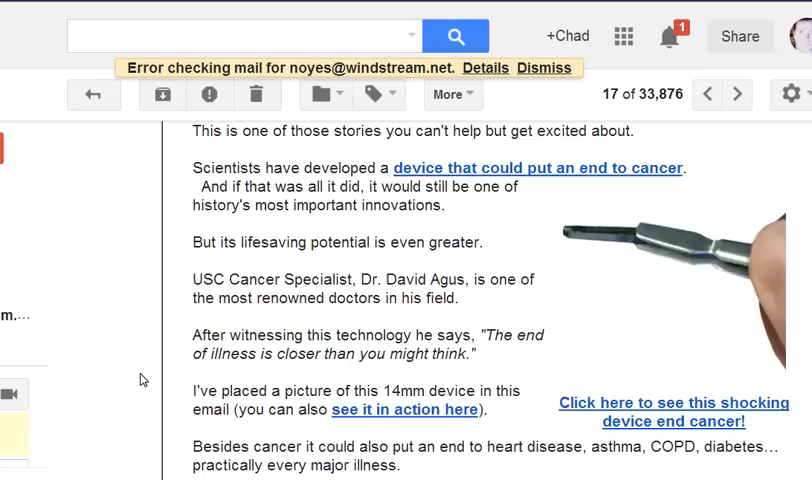 +Chad
1
Share
Error checking mail for noyes@windstream.net. Details Dismiss
More
17 of 33,876
This is one of those stories you can't help but get excited about.
Scientists have developed a device that could put an end to cancer.
And if that was all it did, it would still be one of
history's most important innovations.
But its lifesaving potential is even greater.
USC Cancer Specialist, Dr. David Agus, is one of
the most renowned doctors in his field.
m,...
After witnessing this technology he says, "The end
of illness is closer than you might think."
I've placed a picture of this 14mm device in this
email (you can also see it in action here).
Click here to see this shocking
device end cancer!
Besides cancer it could also put an end to heart disease, asthma, COPD, diabetes…
practically every major illness.